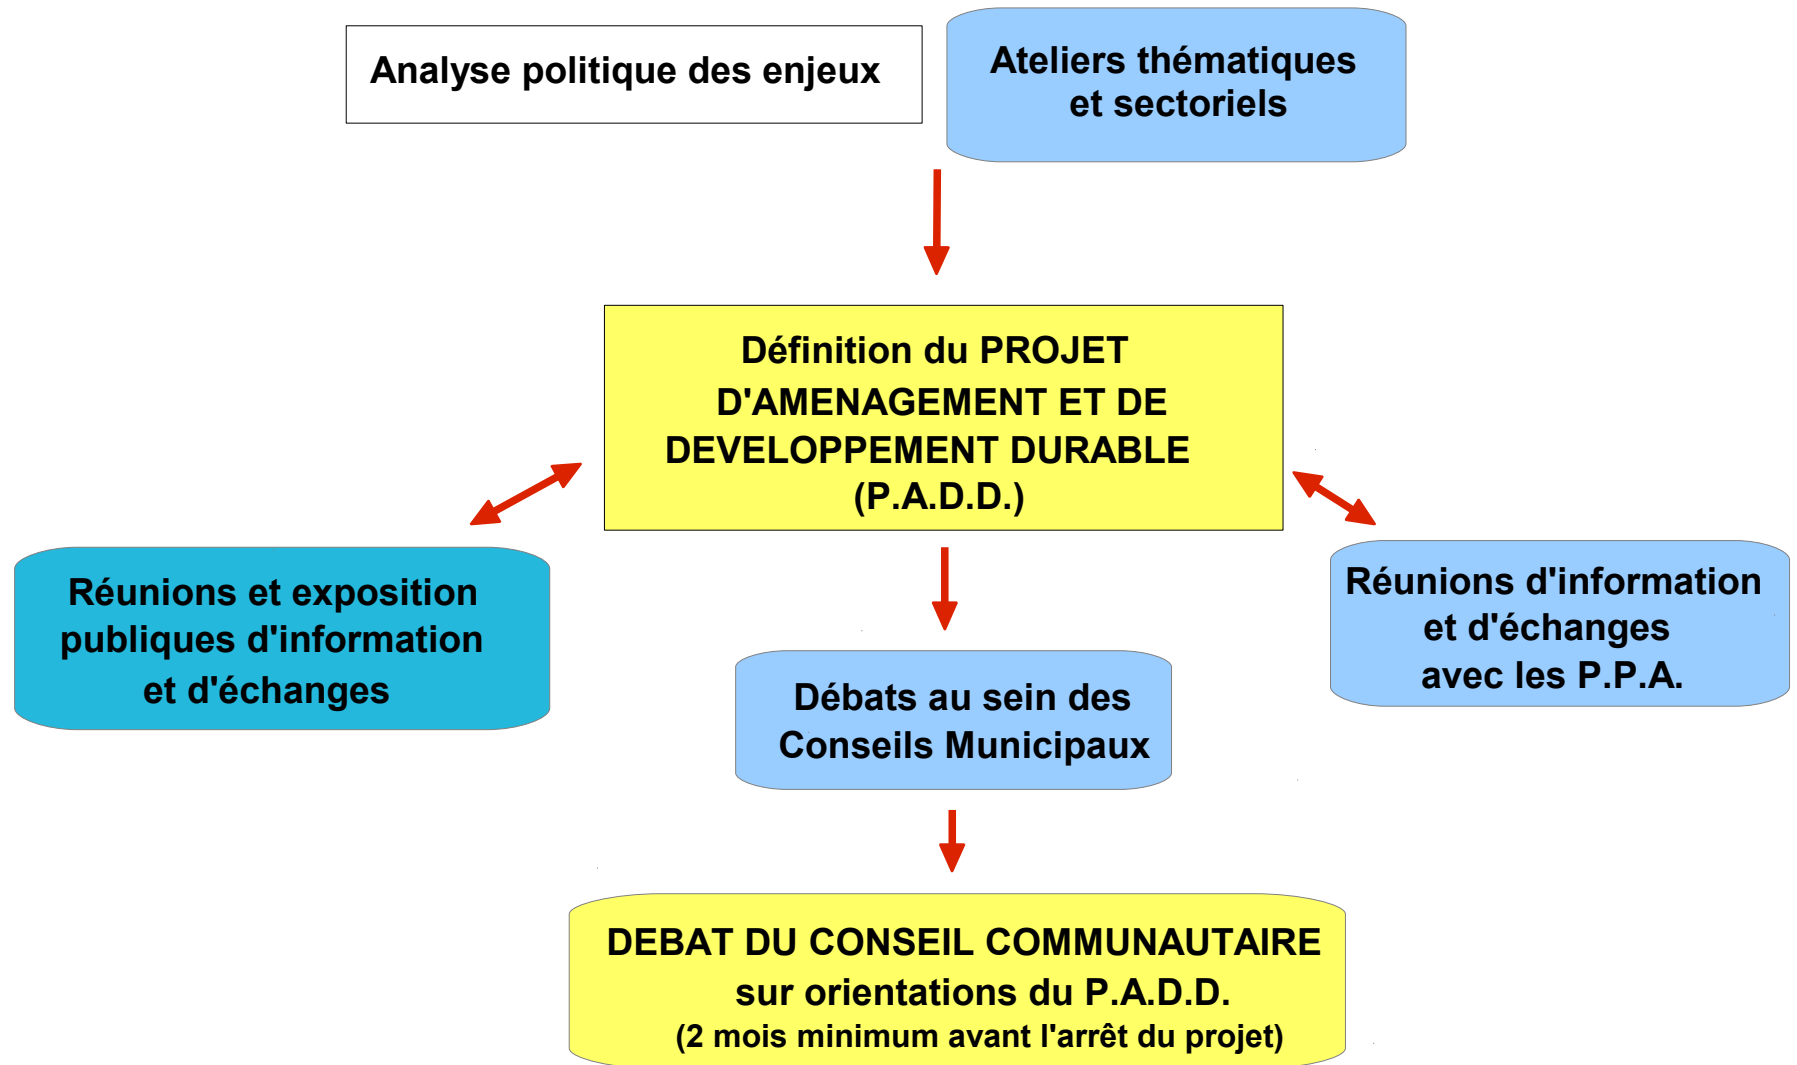 Analyse politique des enjeux
Ateliers thématiques
et sectoriels
Définition du PROJET
D'AMENAGEMENT ET DE
DEVELOPPEMENT DURABLE
(P.A.D.D.)
Réunions et exposition
publiques d'information
et d'échanges
Réunions d'information
et d'échanges
avec les P.P.A.
Débats au sein des
Conseils Municipaux
DEBAT DU CONSEIL COMMUNAUTAIRE
sur orientations du P.A.D.D.
(2 mois minimum avant l'arrêt du projet)